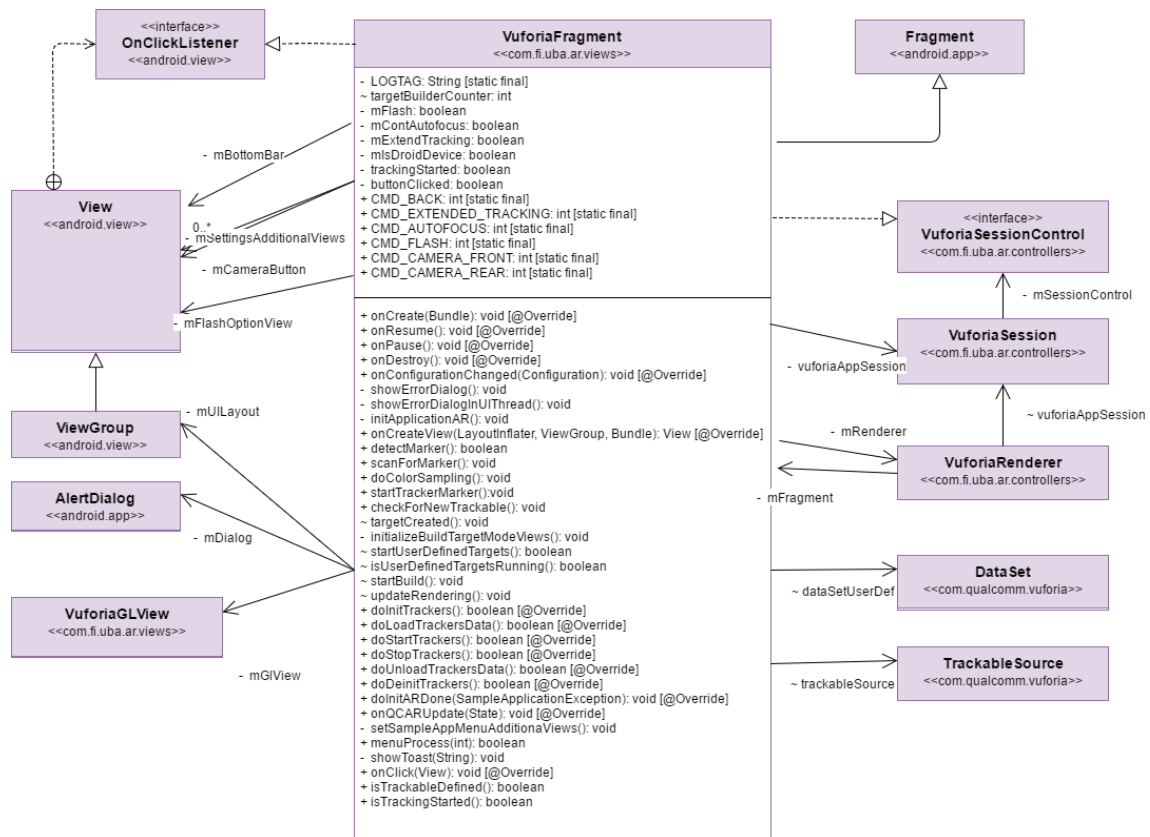 <<interface>>
OnClickListener
<<android.view>>
VuforiaFragment
<<com.fi.uba.ar.views>>
Fragment
<<android.app>>
- LOGTAG: String [static final]
~ targetBuilderCounter: int
- mFlash: boolean
- mContAutofocus: boolean
- mExtendTracking: boolean
- mIsDroidDevice: boolean
- trackingStarted: boolean
- buttonClicked: boolean
+ CMD_BACK: int [static final]
+ CMD_EXTENDED_TRACKING: int [static final]
+ CMD_AUTOFOCUS: int [static final]
+ CMD_FLASH: int [static final]
+ CMD_CAMERA_FRONT: int [static final]
+ CMD_CAMERA_REAR: int [static final]
- mBottomBar
View
<<android.view>>
0..*
- mSettingsAdditionalViews
- mCameraButton
- mFlashOptionView
<<interface>>
VuforiaSessionControl
<<com.fi.uba.ar.controllers>>
- mSessionControl
VuforiaSession
<<com.fi.uba.ar.controllers>>
- vuforiaAppSession
~ vuforiaAppSession
+ onCreate(Bundle): void [@Override]
+ onResume(): void [@Override]
+ onPause(): void [@Override]
+ onDestroy(): void [@Override]
+ onConfigurationChanged(Configuration): void [@Override]
- showErrorDialog(): void
- showErrorDialogInUIThread(): void
- initApplicationAR(): void
+ onCreateView(LayoutInflater, ViewGroup, Bundle): View [@Override]
+ detectMarker(): boolean
+ scanForMarker(): void
+ doColorSampling(): void
+ startTrackerMarker():void
+ checkForNewTrackable(): void
~ targetCreated(): void
- initializeBuildTargetModeViews(): void
~ startUserDefinedTargets(): boolean
~ isUserDefinedTargetsRunning(): boolean
~ startBuild(): void
~ updateRendering(): void
+ doInitTrackers(): boolean [@Override]
+ doLoadTrackersData(): boolean [@Override]
+ doStartTrackers(): boolean [@Override]
+ doStopTrackers(): boolean [@Override]
+ doUnloadTrackersData(): boolean [@Override]
+ doDeinitTrackers(): boolean [@Override]
+ doInitARDone(SampleApplicationException): void [@Override]
+ onQCARUpdate(State): void [@Override]
- setSampleAppMenuAdditionaViews(): void
+ menuProcess(int): boolean
- showToast(String): void
+ onClick(View): void [@Override]
+ isTrackableDefined(): boolean
+ isTrackingStarted(): boolean
- mUILayout
ViewGroup
<<android.view>>
AlertDialog
<<android.app>>
- mDialog
VuforiaGLView
<<com.fi.uba.ar.views>>
- mGlView
- mRenderer
VuforiaRenderer
<<com.fi.uba.ar.controllers>>
- mFragment
DataSet
<<com.qualcomm.vuforia>>
~ dataSetUserDef
TrackableSource
<<com.qualcomm.vuforia>>
~ trackableSource